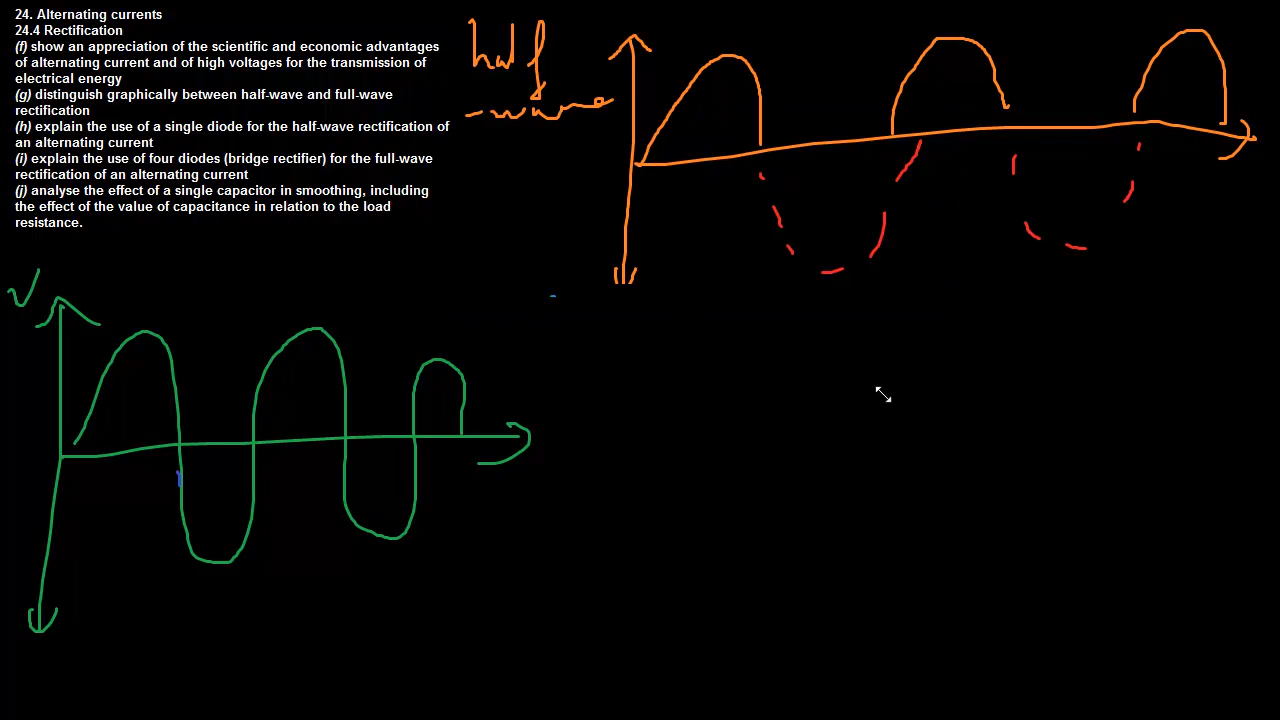 24. Alternating currents
24.4 Rectification
(f) show an appreciation of the scientific and economic advantages
of alternating current and of high voltages for the transmission of
electrical energy
(g) distinguish graphically between half-wave and full-wave
rectification
(h) explain the use of a single diode for the half-wave rectification of
an alternating current
(i) explain the use of four diodes (bridge rectifier) for the full-wave
rectification of an alternating current
(j) analyse the effect of a single capacitor in smoothing, including
the effect of the value of capacitance in relation to the load
resistance.
half
V